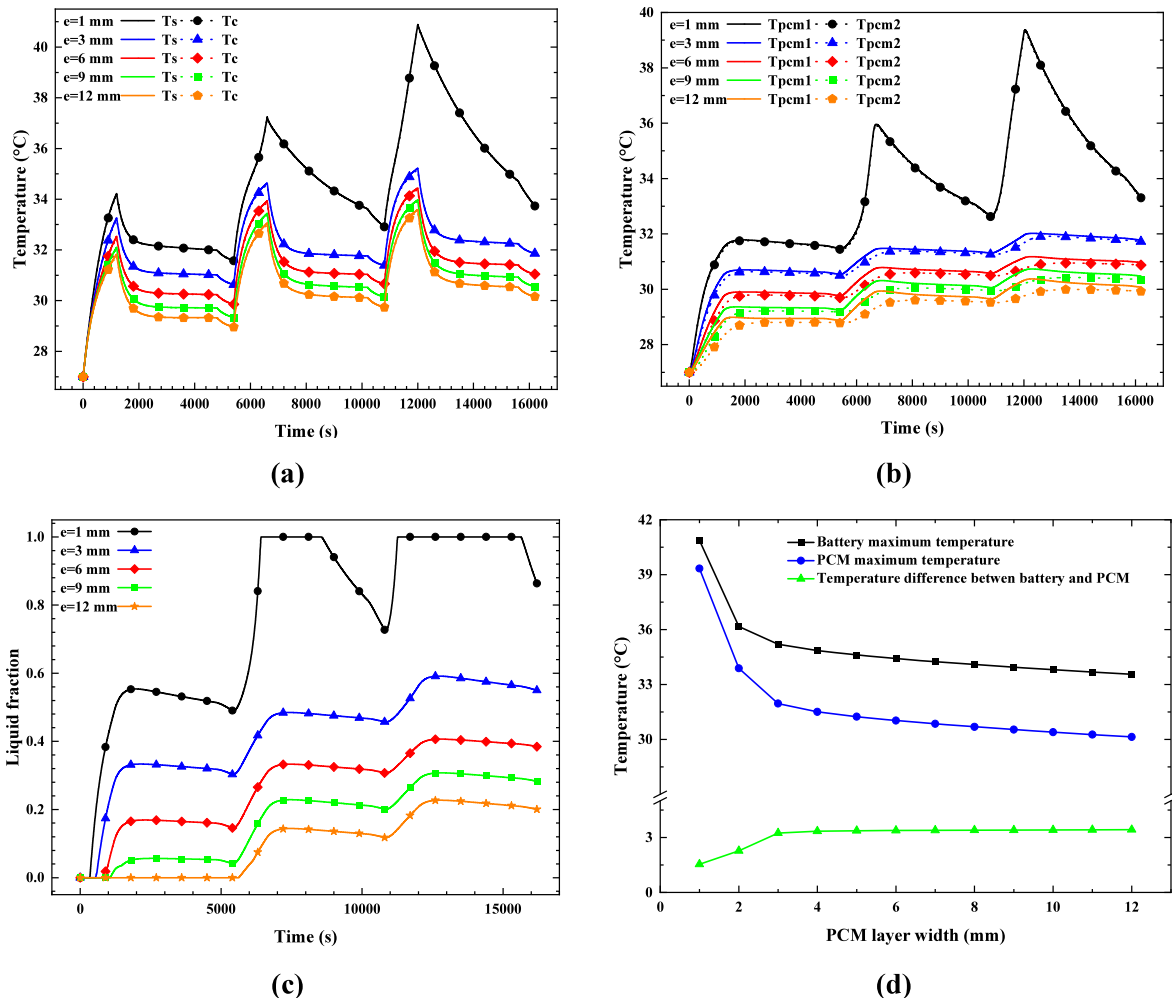 e=1 mm Ts Tc
e=3 mm Ts Tc
e=6 mm Ts Tc
e=9 mm Ts Tc
e=12 mm Ts Tc
40
38
36
34
32
30
28
Temperature (°C)
0 2000 4000 6000 8000 10000 12000 14000 16000
Time (s)
(a)
e=1 mm Tpcm1 Tpcm2
e=3 mm Tpcm1 Tpcm2
e=6 mm Tpcm1 Tpcm2
e=9 mm Tpcm1 Tpcm2
e=12 mm Tpcm1 Tpcm2
40
38
36
34
32
30
28
Temperature (°C)
0 2000 4000 6000 8000 10000 12000 14000 16000
Time (s)
(b)
e=1 mm
e=3 mm
e=6 mm
e=9 mm
e=12 mm
1.0
0.8
0.6
0.4
0.2
0.0
Liquid fraction
0 5000 10000 15000
Time (s)
(c)
Battery maximum temperature
PCM maximum temperature
Temperature difference betwen battery and PCM
42
39
36
33
30
3
0
Temperature (°C)
0 2 4 6 8 10 12
PCM layer width (mm)
(d)